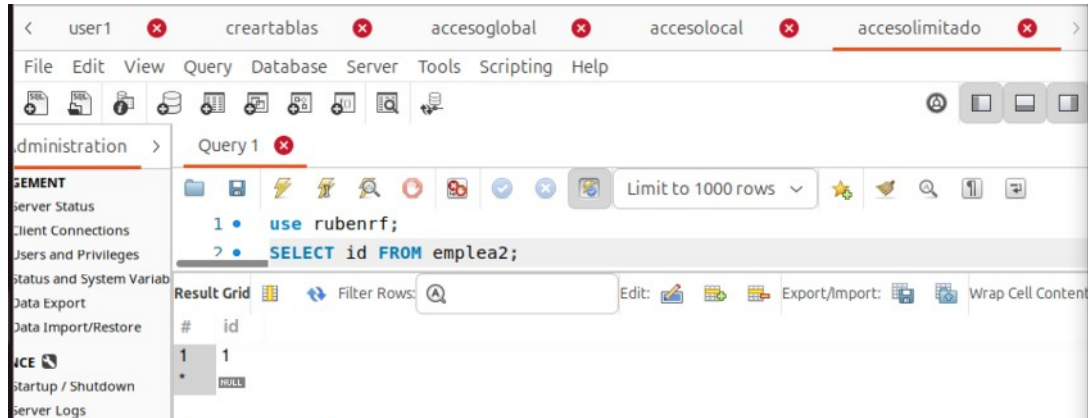 user1 creartablas accesoglobal accesolocal accesolimitado
File Edit View Query Database Server Tools Scripting Help
dministration Query 1
GEMENT
Server Status
Limit to 1000 rows
Client Connections
1 use rubenrf;
Users and Privileges
2 SELECT id FROM emplea2;
Status and System Variab
Result Grid Filter Rows: Edit: Export/Import: Wrap Cell Content
Data Export
Data Import/Restore
# id
NCE
1 1
Startup / Shutdown
* NULL
Server Logs